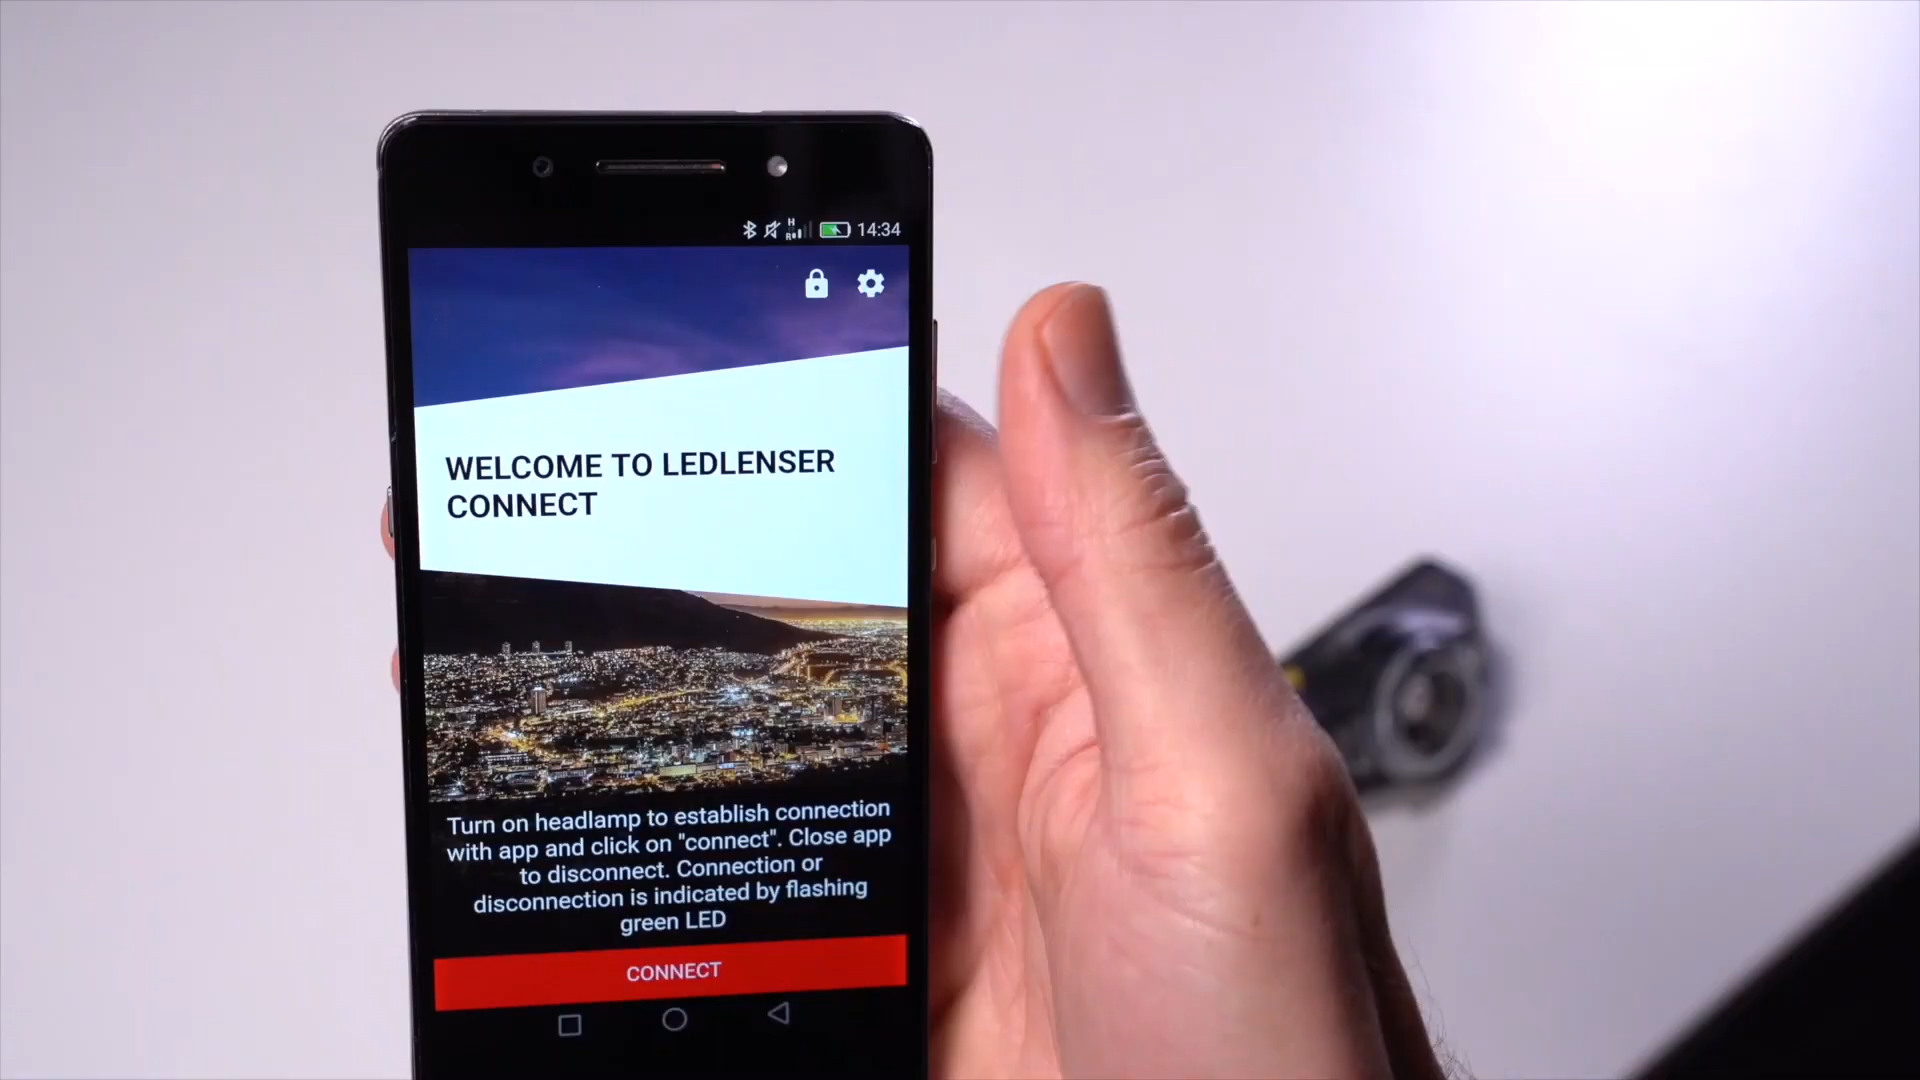 H
R
14:34
WELCOME TO LEDLENSER
CONNECT
Turn on headlamp to establish connection
with app and click on "connect". Close app
to disconnect. Connection or
disconnection is indicated by flashing
green LED
CONNECT